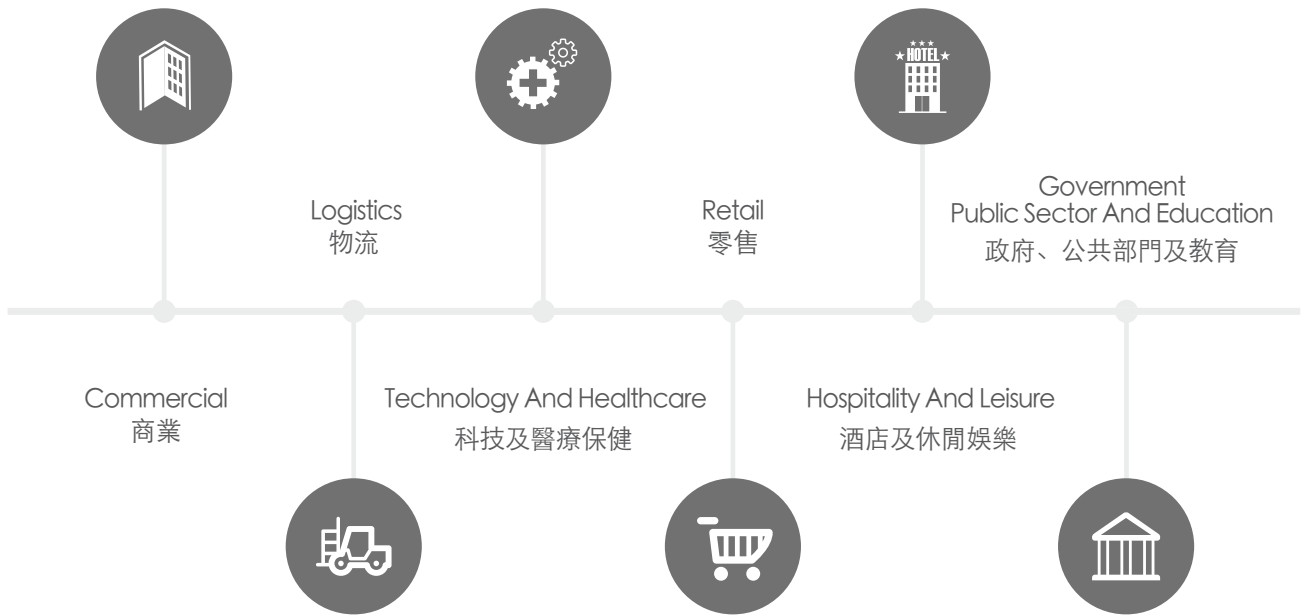 HOTEL
Logistics
物流
Retail
零售
Government
Public Sector And Education
政府、公共部門及教育
Commercial
商業
Technology And Healthcare
科技及醫療保健
Hospitality And Leisure
酒店及休閒娛樂